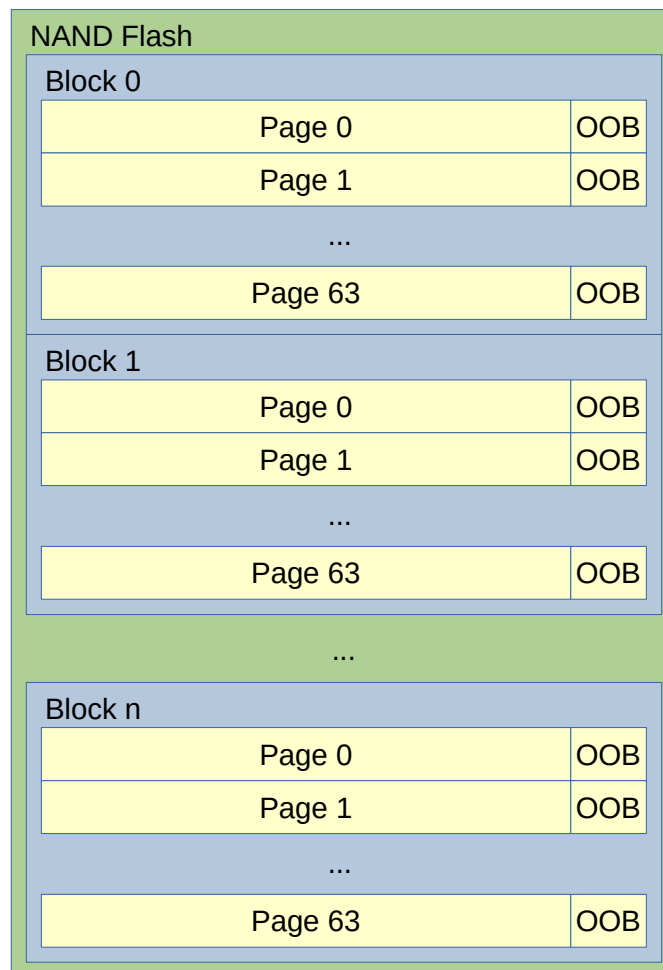 NAND Flash
Block 0
Page 0 OOB
Page 1 OOB
...
Page 63 OOB
Block 1
Page 0 OOB
Page 1 OOB
...
Page 63 OOB
...
Block n
Page 0 OOB
Page 1 OOB
...
Page 63 OOB